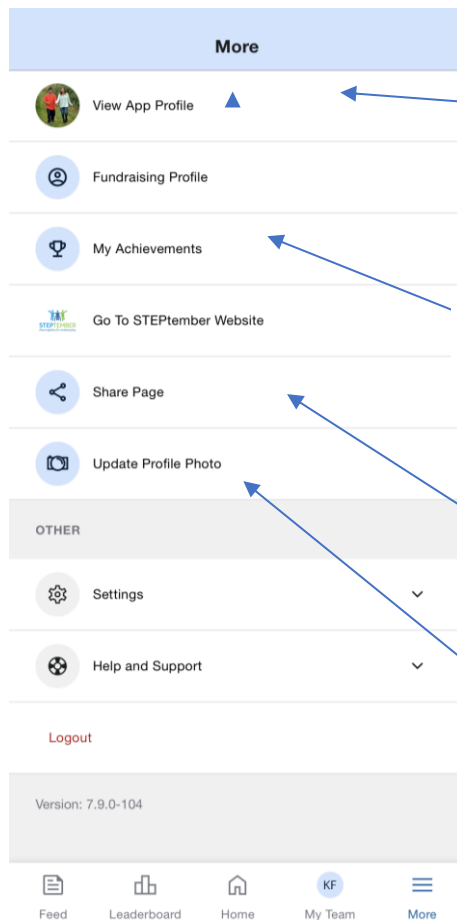 More
View App Profile
Fundraising Profile
My Achievements
STEPTEMBER
Go To STEPtember Website
Share Page
Update Profile Photo
OTHER
Settings
Help and Support
Logout
Version: 7.9.0-104
KF
Feed
Leaderboard
Home
My Team
More